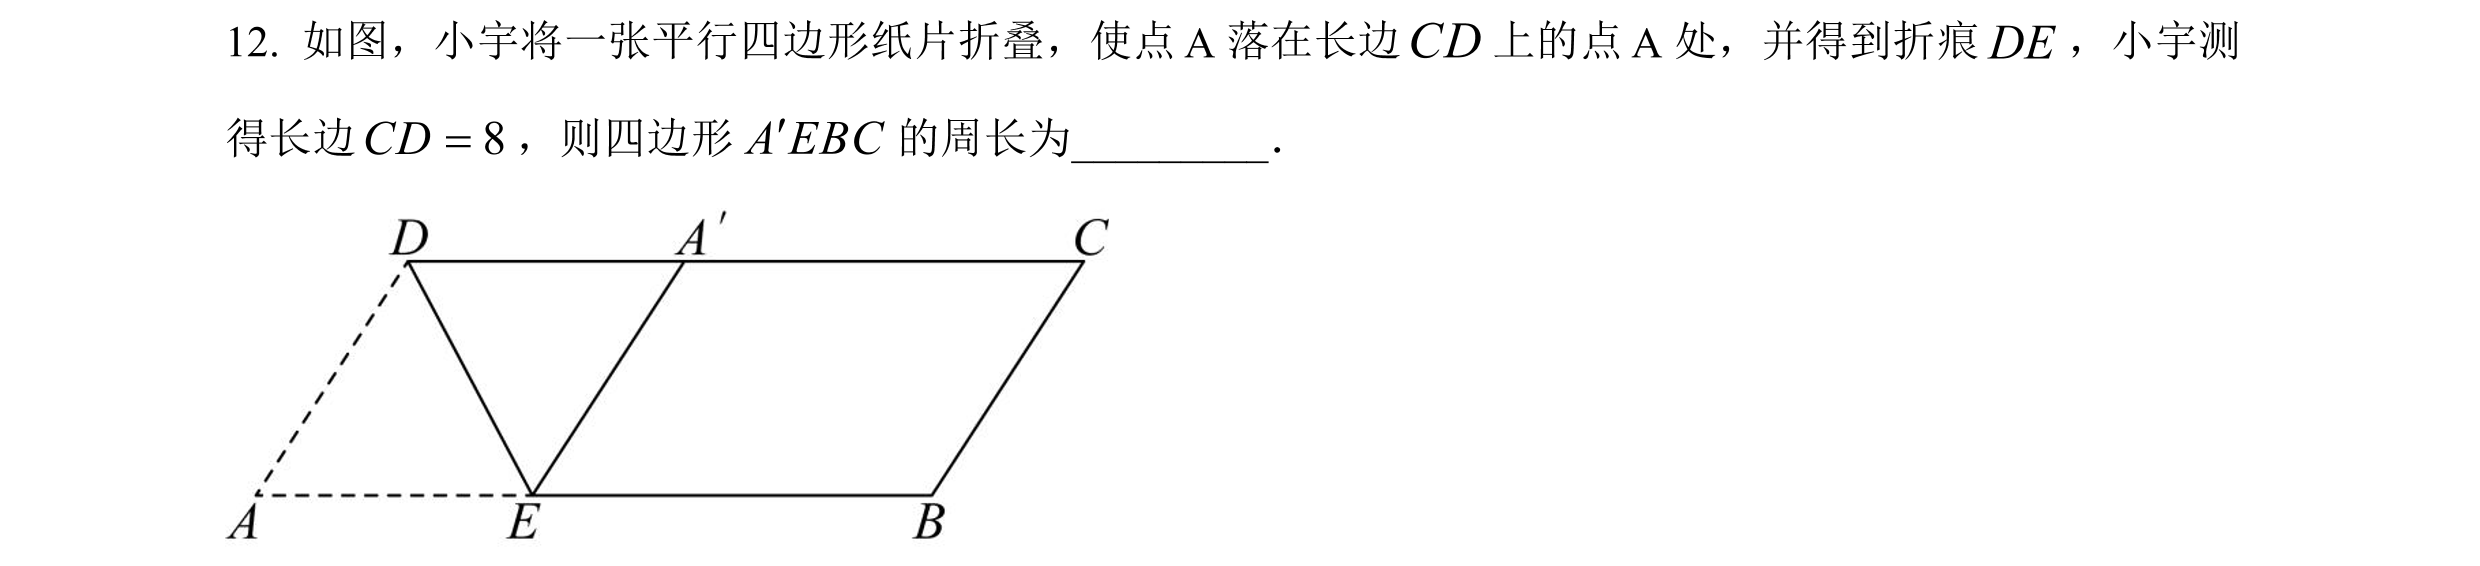 12. 如图，小宇将一张平行四边形纸片折叠，使点 A 落在长边 CD 上的点 A 处，并得到折痕 DE，小宇测
得长边 CD = 8，则四边形 A′EBC 的周长为_________．
D A′ C
A E B